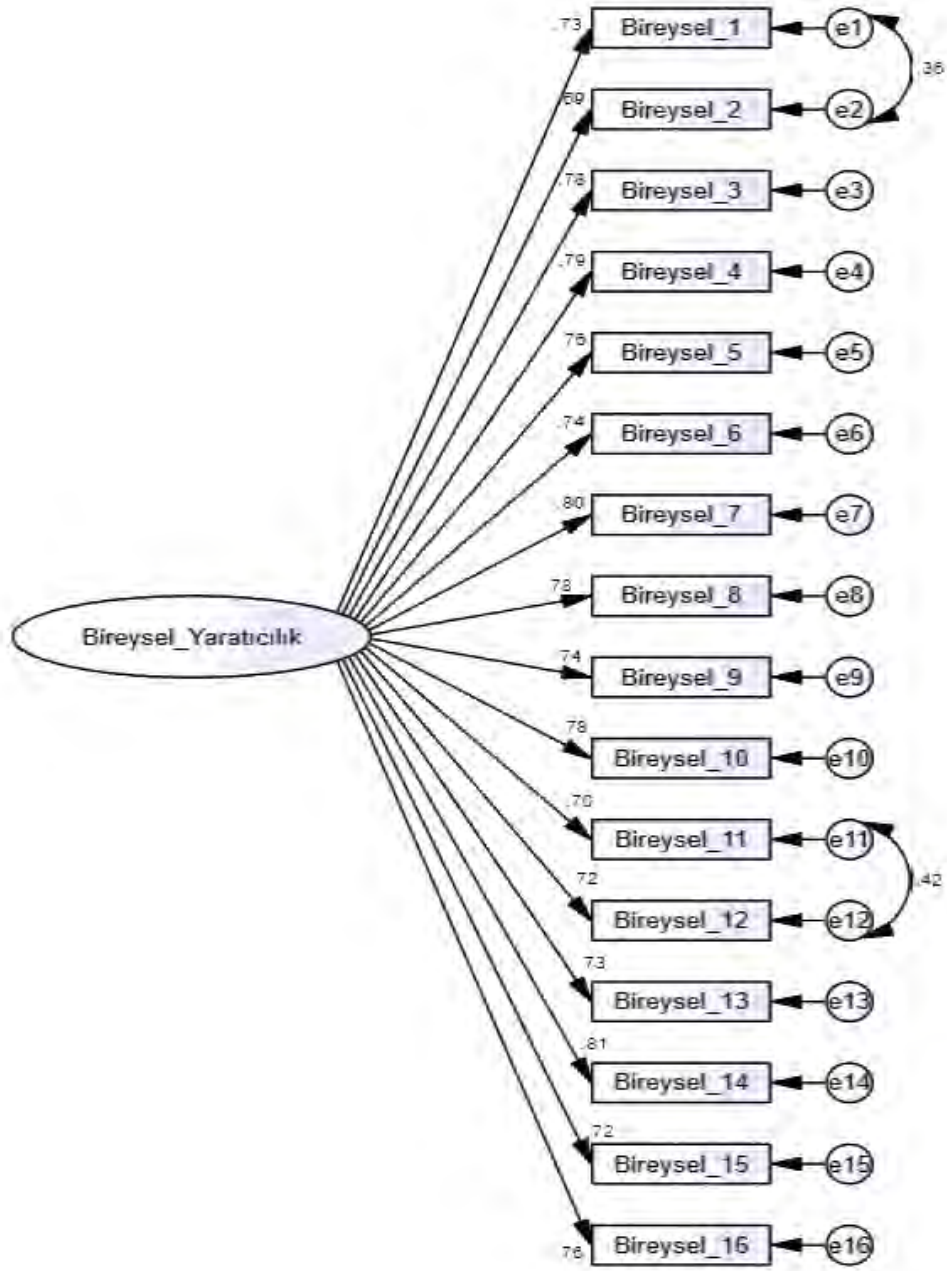 .73 Bireysel_1 e1
.36
.69 Bireysel_2 e2
.78 Bireysel_3 e3
.79 Bireysel_4 e4
.76 Bireysel_5 e5
.74 Bireysel_6 e6
.80 Bireysel_7 e7
.78 Bireysel_8 e8
Bireysel_Yaratıcılık
.74 Bireysel_9 e9
.78 Bireysel_10 e10
.70 Bireysel_11 e11
.42
.72 Bireysel_12 e12
.73 Bireysel_13 e13
.81 Bireysel_14 e14
.72 Bireysel_15 e15
.76 Bireysel_16 e16